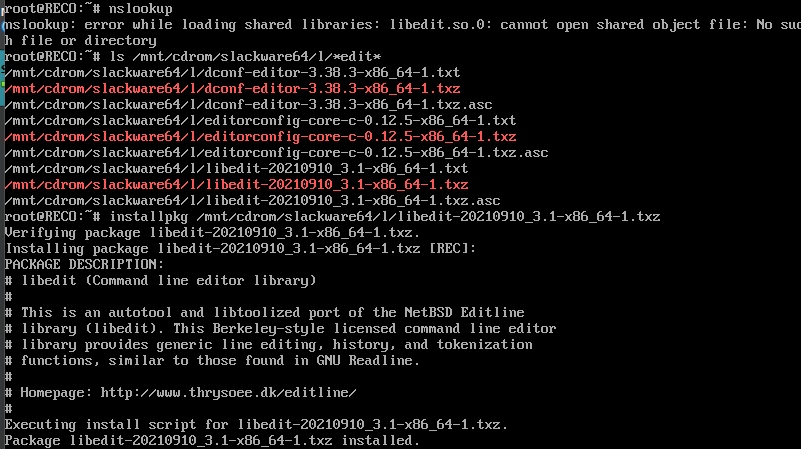 root@RECO:~# nslookup
nslookup: error while loading shared libraries: libedit.so.0: cannot open shared object file: No suc
h file or directory
root@RECO:~# ls /mnt/cdrom/slackware64/l/*edit*
/mnt/cdrom/slackware64/l/dconf-editor-3.38.3-x86_64-1.txt
/mnt/cdrom/slackware64/l/dconf-editor-3.38.3-x86_64-1.txz
/mnt/cdrom/slackware64/l/dconf-editor-3.38.3-x86_64-1.txz.asc
/mnt/cdrom/slackware64/l/editorconfig-core-c-0.12.5-x86_64-1.txt
/mnt/cdrom/slackware64/l/editorconfig-core-c-0.12.5-x86_64-1.txz
/mnt/cdrom/slackware64/l/editorconfig-core-c-0.12.5-x86_64-1.txz.asc
/mnt/cdrom/slackware64/l/libedit-20210910_3.1-x86_64-1.txt
/mnt/cdrom/slackware64/l/libedit-20210910_3.1-x86_64-1.txz
/mnt/cdrom/slackware64/l/libedit-20210910_3.1-x86_64-1.txz.asc
root@RECO:~# installpkg /mnt/cdrom/slackware64/l/libedit-20210910_3.1-x86_64-1.txz
Verifying package libedit-20210910_3.1-x86_64-1.txz.
Installing package libedit-20210910_3.1-x86_64-1.txz [REC]:
PACKAGE DESCRIPTION:
# libedit (Command line editor library)
#
# This is an autotool and libtoolized port of the NetBSD Editline
# library (libedit). This Berkeley-style licensed command line editor
# library provides generic line editing, history, and tokenization
# functions, similar to those found in GNU Readline.
#
# Homepage: http://www.thrysoee.dk/editline/
#
Executing install script for libedit-20210910_3.1-x86_64-1.txz.
Package libedit-20210910_3.1-x86_64-1.txz installed.